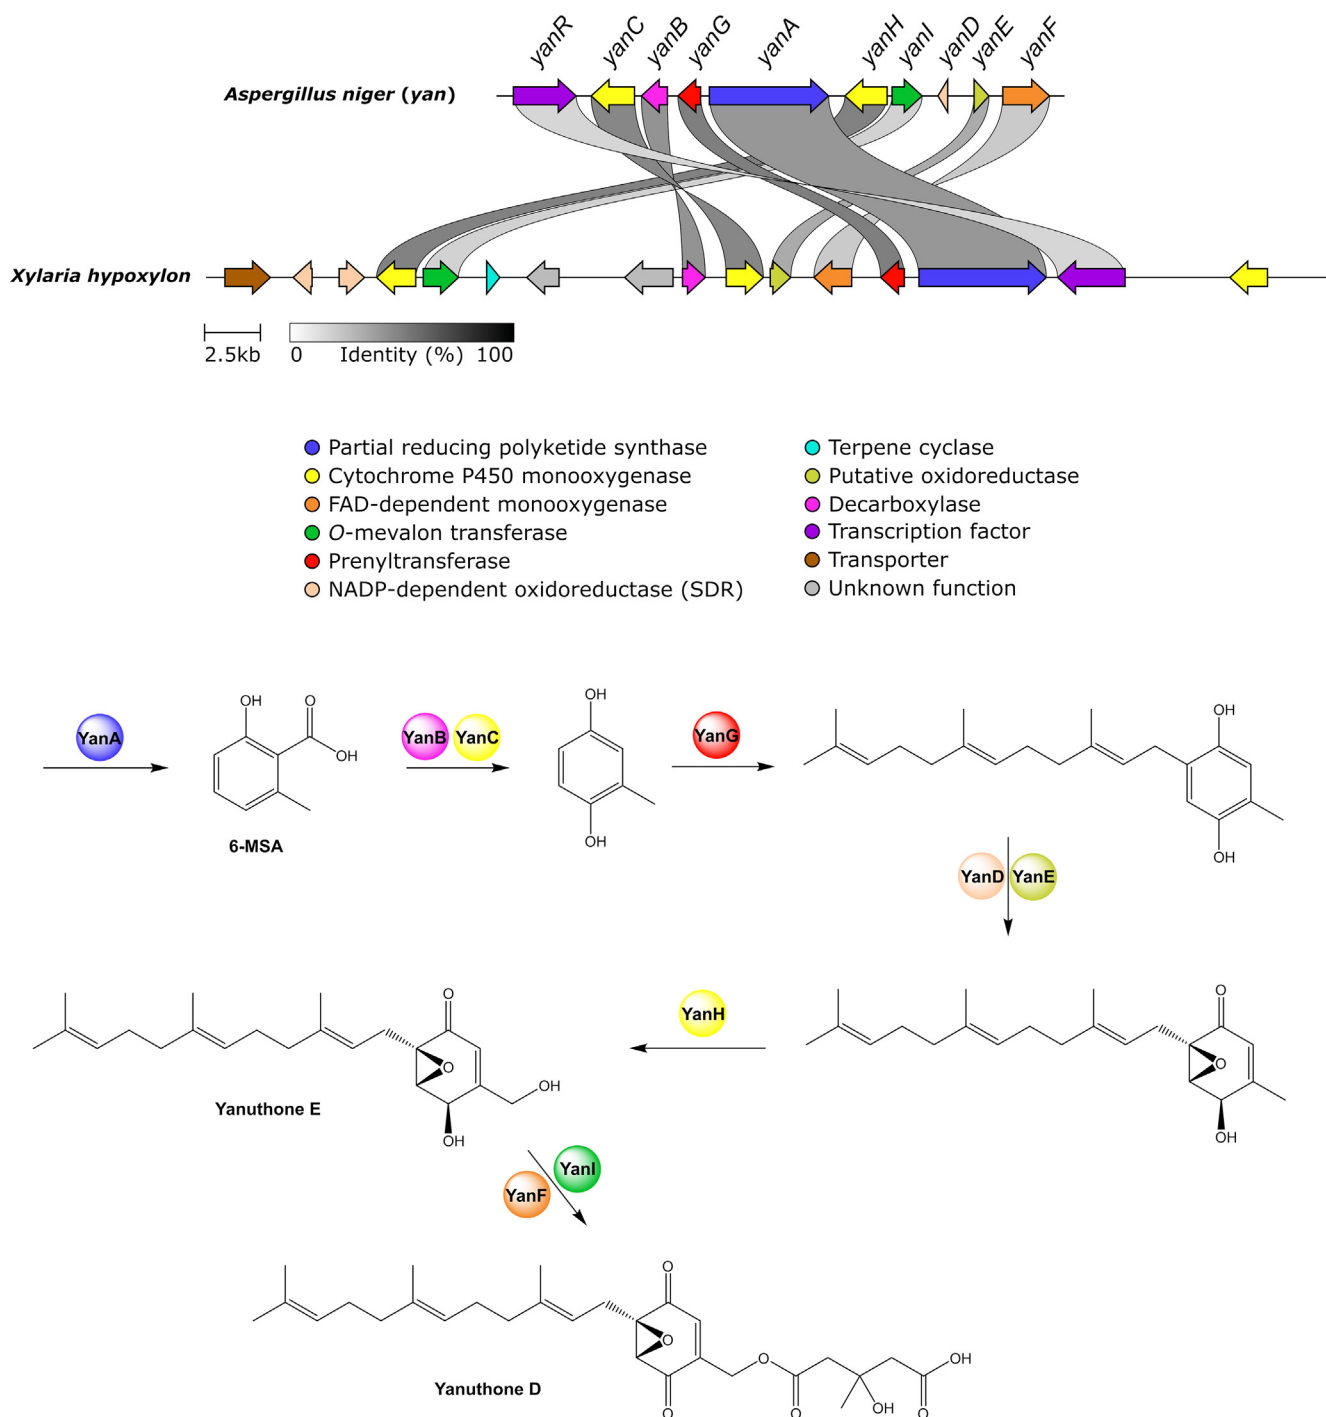 yanR yanC yanB yanG yanA yanH yanI yanD yanE yanF
Aspergillus niger (yan)
Xylaria hypoxylon
2.5kb
0 Identity (%) 100
Partial reducing polyketide synthase
Cytochrome P450 monooxygenase
FAD-dependent monooxygenase
O-mevalon transferase
Prenyltransferase
NADP-dependent oxidoreductase (SDR)
Terpene cyclase
Putative oxidoreductase
Decarboxylase
Transcription factor
Transporter
Unknown function
YanA
OH
O
OH
6-MSA
YanB YanC
OH
OH
YanG
OH
OH
YanD YanE
O
O
OH
YanH
O
O
OH
OH
Yanuthone E
YanF YanI
O
O
O
O
O
OH
O
OH
Yanuthone D